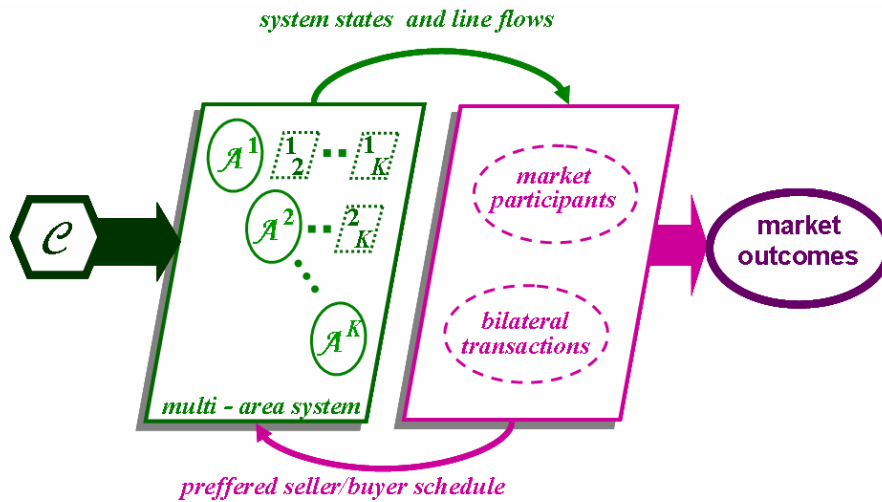 system states and line flows
𝒜¹
1
2
1
K
𝒜²
2
K
𝒜ᴷ
multi - area system
𝒞
market
participants
bilateral
transactions
market
outcomes
preffered seller/buyer schedule